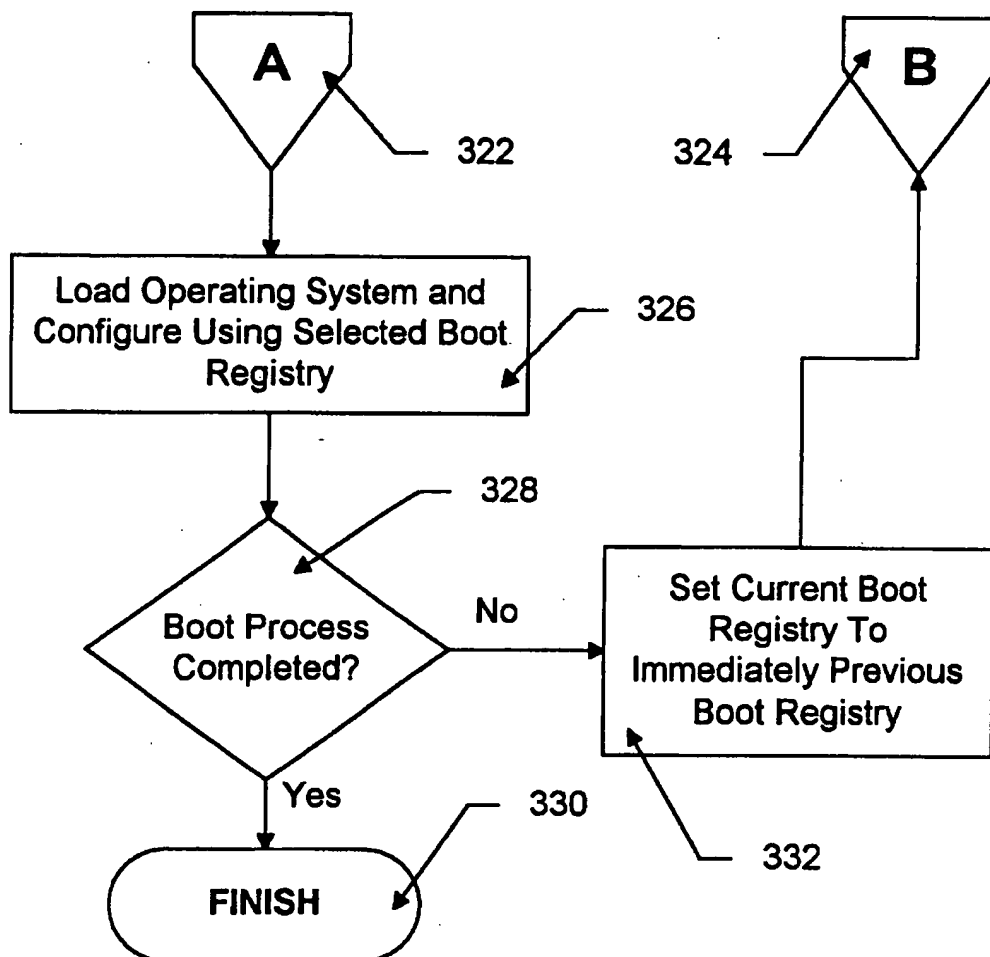 A
322
B
324
Load Operating System and
Configure Using Selected Boot
Registry
326
328
Boot Process
Completed?
No
Set Current Boot
Registry To
Immediately Previous
Boot Registry
332
Yes
330
FINISH